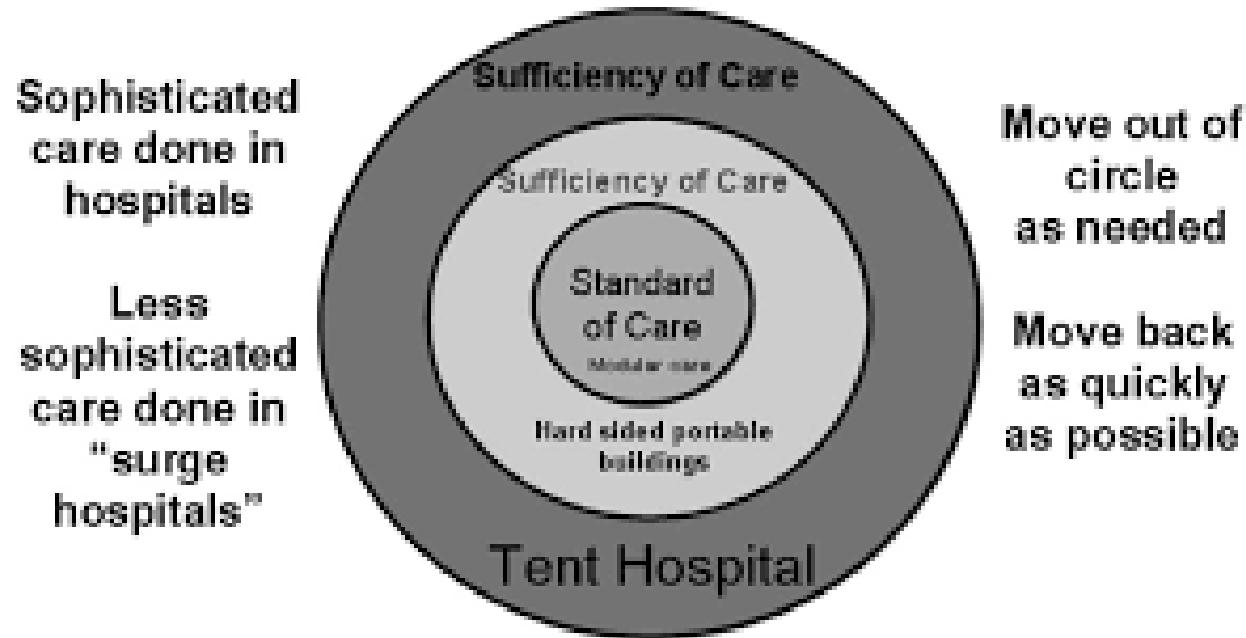 Sophisticated
care done in
hospitals
Less
sophisticated
care done in
“surge
hospitals”
Sufficiency of Care
Sufficiency of Care
Standard
of Care
Modular care
Hard sided portable
buildings
Tent Hospital
Move out of
circle
as needed
Move back
as quickly
as possible